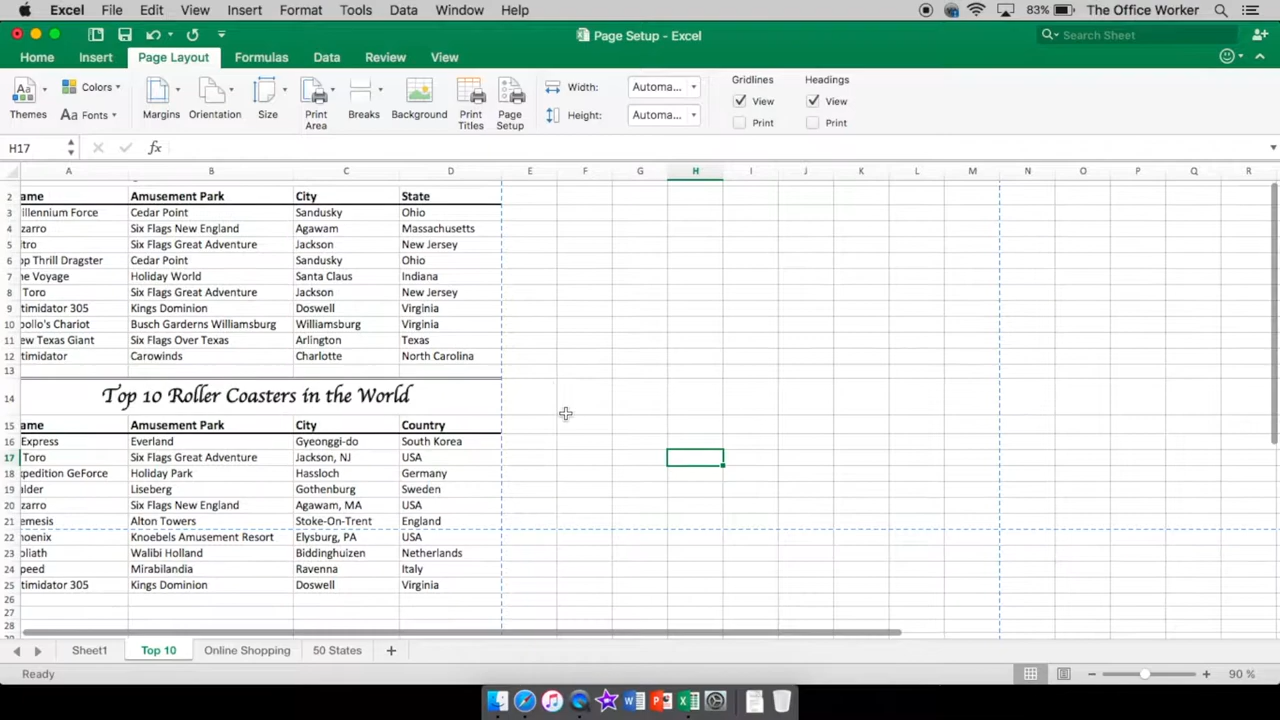 Excel File Edit View Insert Format Tools Data Window Help 83% The Office Worker
Page Setup - Excel Search Sheet
Home Insert Page Layout Formulas Data Review View
Themes Colors Fonts Margins Orientation Size Print Area Breaks Background Print Titles Page Setup
Width: Automa...
Height: Automa...
Gridlines
View
Print
Headings
View
Print
H17 fx
A B C D E F G H I J K L M N O P Q R
2 ame Amusement Park City State
3 illennium Force Cedar Point Sandusky Ohio
4 zarro Six Flags New England Agawam Massachusetts
5 itro Six Flags Great Adventure Jackson New Jersey
6 op Thrill Dragster Cedar Point Sandusky Ohio
7 he Voyage Holiday World Santa Claus Indiana
8 Toro Six Flags Great Adventure Jackson New Jersey
9 timidator 305 Kings Dominion Doswell Virginia
10 pollo's Chariot Busch Garderns Williamsburg Williamsburg Virginia
11 ew Texas Giant Six Flags Over Texas Arlington Texas
12 timidator Carowinds Charlotte North Carolina
13
14 Top 10 Roller Coasters in the World
15 ame Amusement Park City Country
16 Express Everland Gyeonggi-do South Korea
17 Toro Six Flags Great Adventure Jackson, NJ USA
18 xpedition GeForce Holiday Park Hassloch Germany
19 alder Liseberg Gothenburg Sweden
20 zarro Six Flags New England Agawam, MA USA
21 emesis Alton Towers Stoke-On-Trent England
22 hoenix Knoebels Amusement Resort Elysburg, PA USA
23 oliath Walibi Holland Biddinghuizen Netherlands
24 peed Mirabilandia Ravenna Italy
25 timidator 305 Kings Dominion Doswell Virginia
26
27
28
Sheet1 Top 10 Online Shopping 50 States +
Ready 90 %